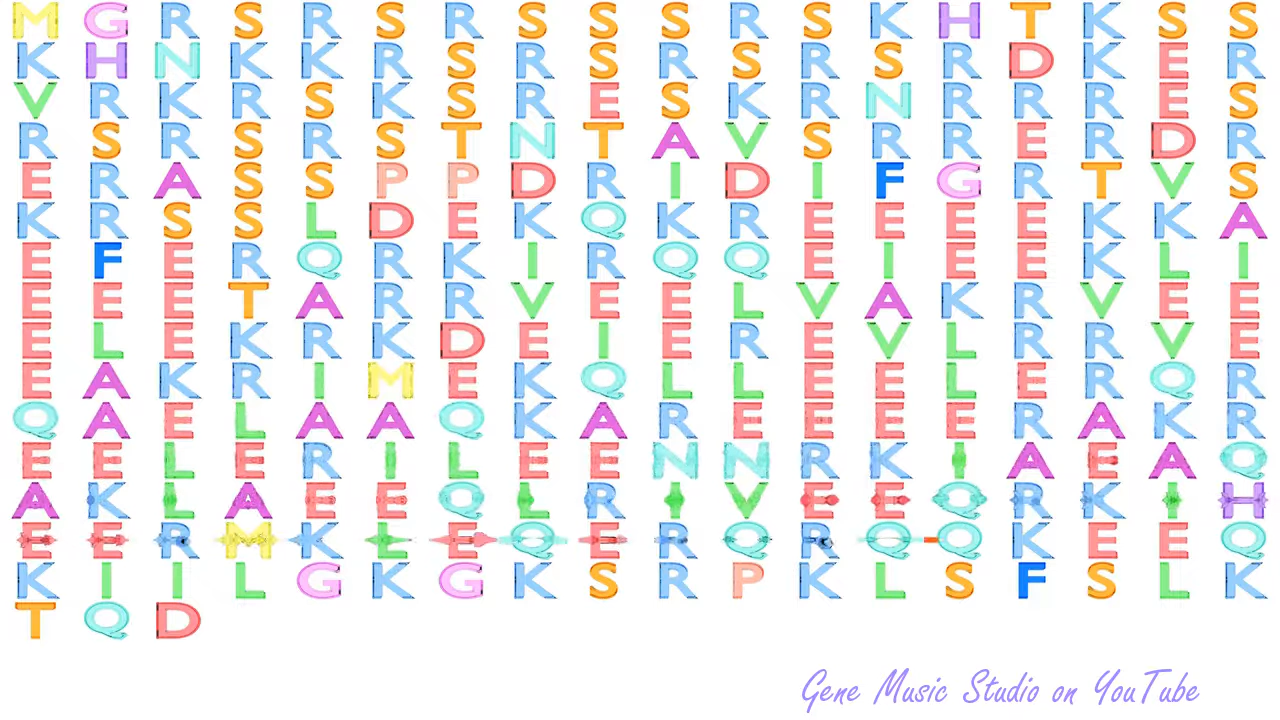 M G R S R S R S S S R S K H T K S S
K H N K K R S R S R S R S R D K E R
V R K R S K S R E S K R N R R R E S
R S R S R S T N T A V S R R E R D R
E R A S S P P D R I D I F G R T V S
K R S S L D E K Q K R E E E E K K A
E F E R Q R K I R Q Q E I E E K L I
E E E T A R R V E E L V A K R V E E
E L E K R K D E I E R E V L R R V E
E A K R I M E K Q L L E E L E R Q R
Q A E L A A Q K A R E E E E R A K R
E E L E R I L E E N N R K I A E A Q
A K L A E E Q L R I V E E Q R K I H
E E R M K L E Q E R Q R Q Q K E E Q
K I I L G K G K S R P K L S F S L K
T Q D
Gene Music Studio on YouTube